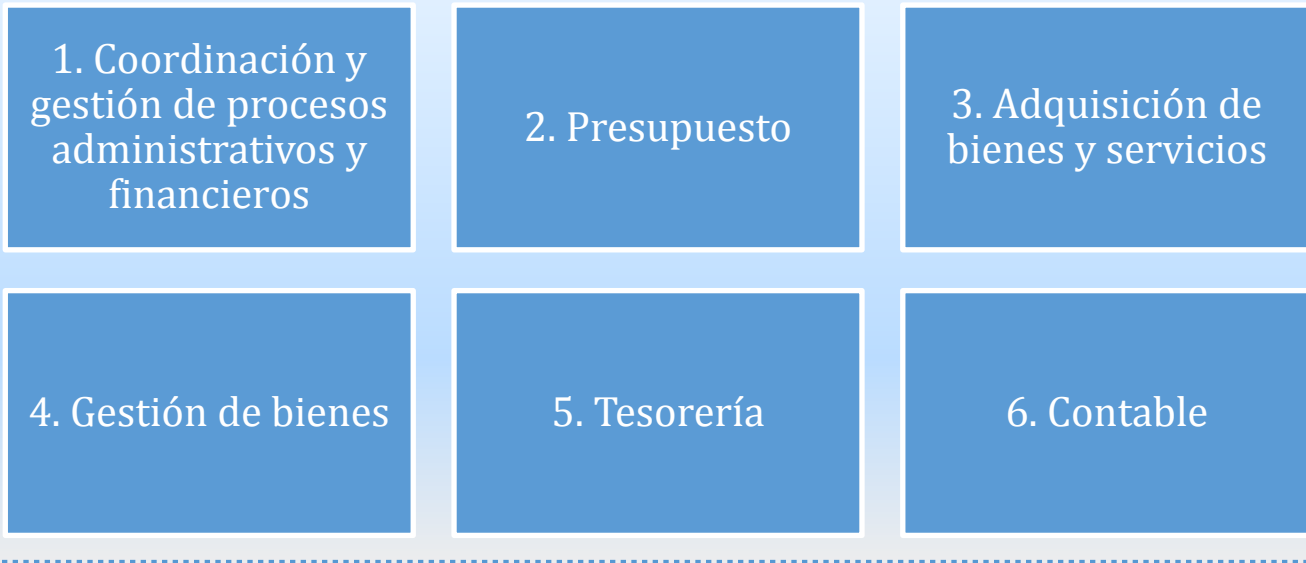 1. Coordinación y
gestión de procesos
administrativos y
financieros
2. Presupuesto
3. Adquisición de
bienes y servicios
4. Gestión de bienes
5. Tesorería
6. Contable